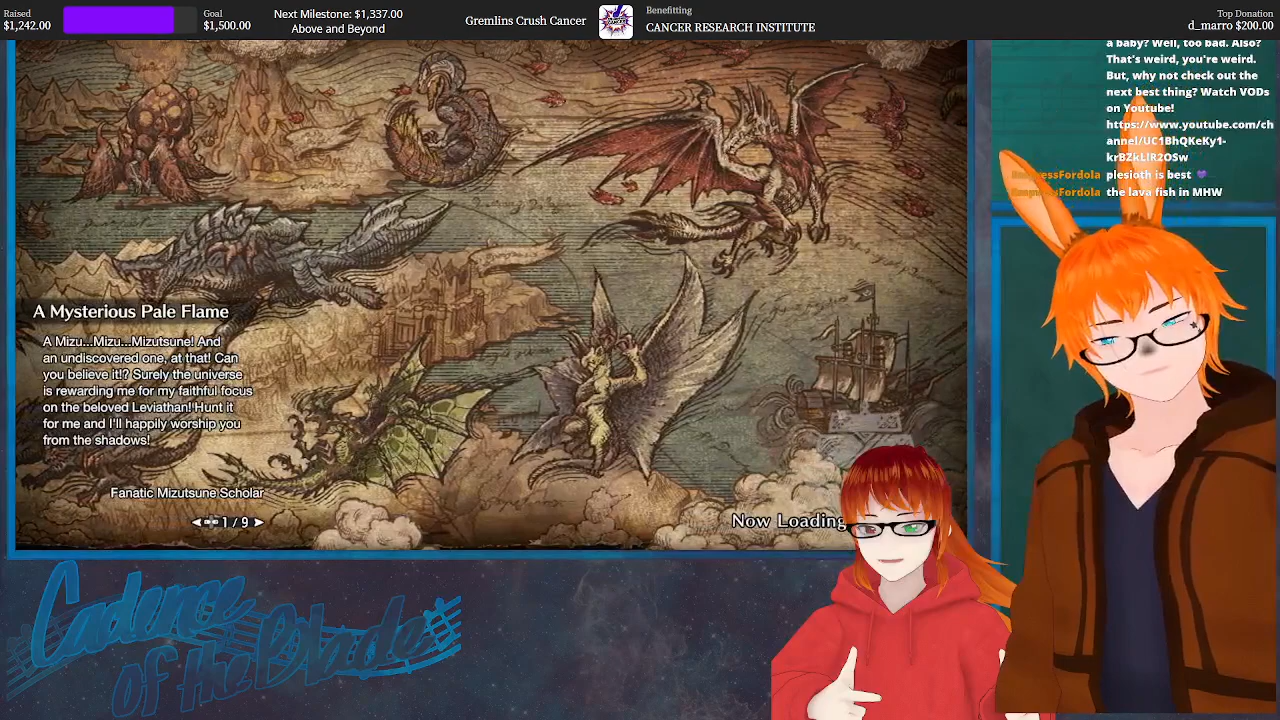 Raised
$1,242.00
Goal
$1,500.00
Next Milestone: $1,337.00
Above and Beyond
Gremlins Crush Cancer
Benefitting
CANCER RESEARCH INSTITUTE
Top Donation
d_marro $200.00
a baby? Well, too bad. Also?
That's weird, you're weird.
But, why not check out the
next best thing? Watch VODs
on Youtube!
https://www.youtube.com/ch
annel/UC1BhQKeKy1-
krBZkLlR2OSw
EmpressFordola plesioth is best 💜
EmpressFordola the lava fish in MHW
A Mysterious Pale Flame
A Mizu...Mizu...Mizutsune! And
an undiscovered one, at that! Can
you believe it!? Surely the universe
is rewarding me for my faithful focus
on the beloved Leviathan! Hunt it
for me and I'll happily worship you
from the shadows!
Fanatic Mizutsune Scholar
1 / 9
Now Loading
Cadence
of the Blade